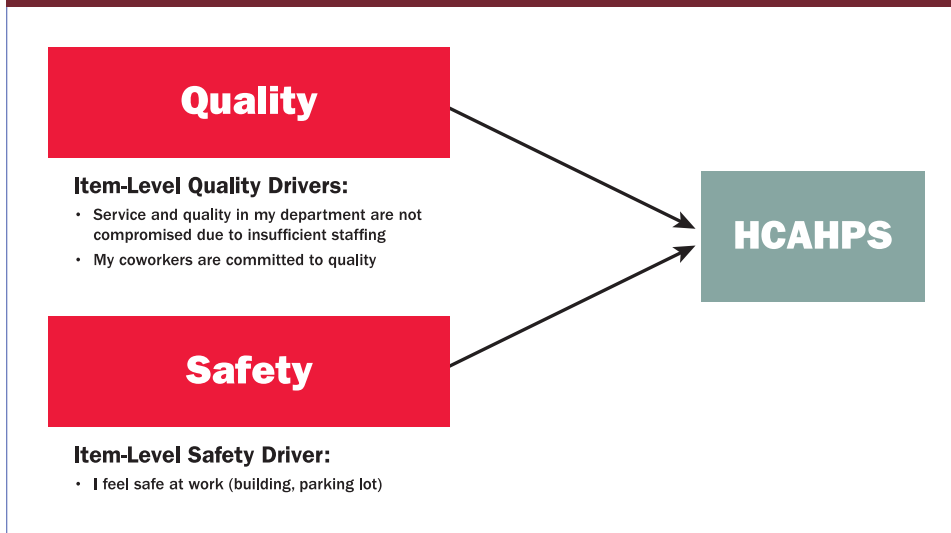 Quality
Item-Level Quality Drivers:
• Service and quality in my department are not
compromised due to insufficient staffing
• My coworkers are committed to quality
HCAHPS
Safety
Item-Level Safety Driver:
• I feel safe at work (building, parking lot)